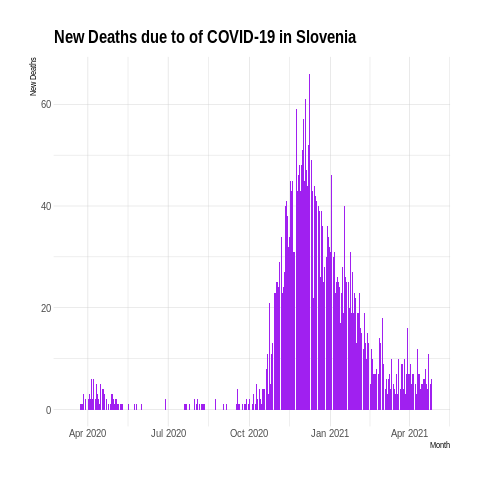 New Deaths due to of COVID-19 in Slovenia
New Deaths
60
40
20
0
Apr 2020 Jul 2020 Oct 2020 Jan 2021 Apr 2021
Month